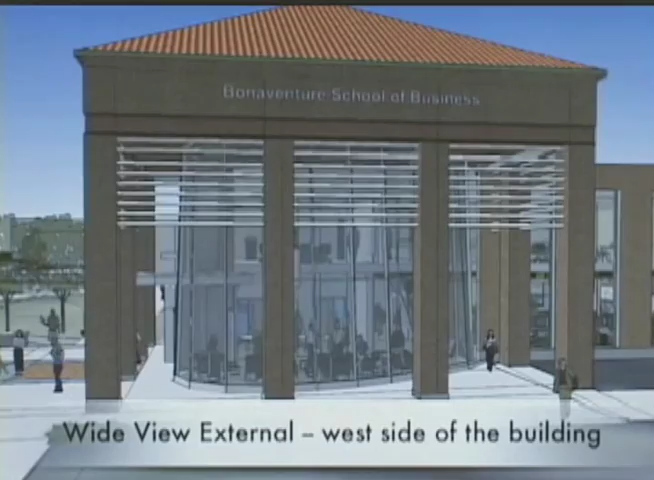 Bonaventure School of Business
Wide View External – west side of the building